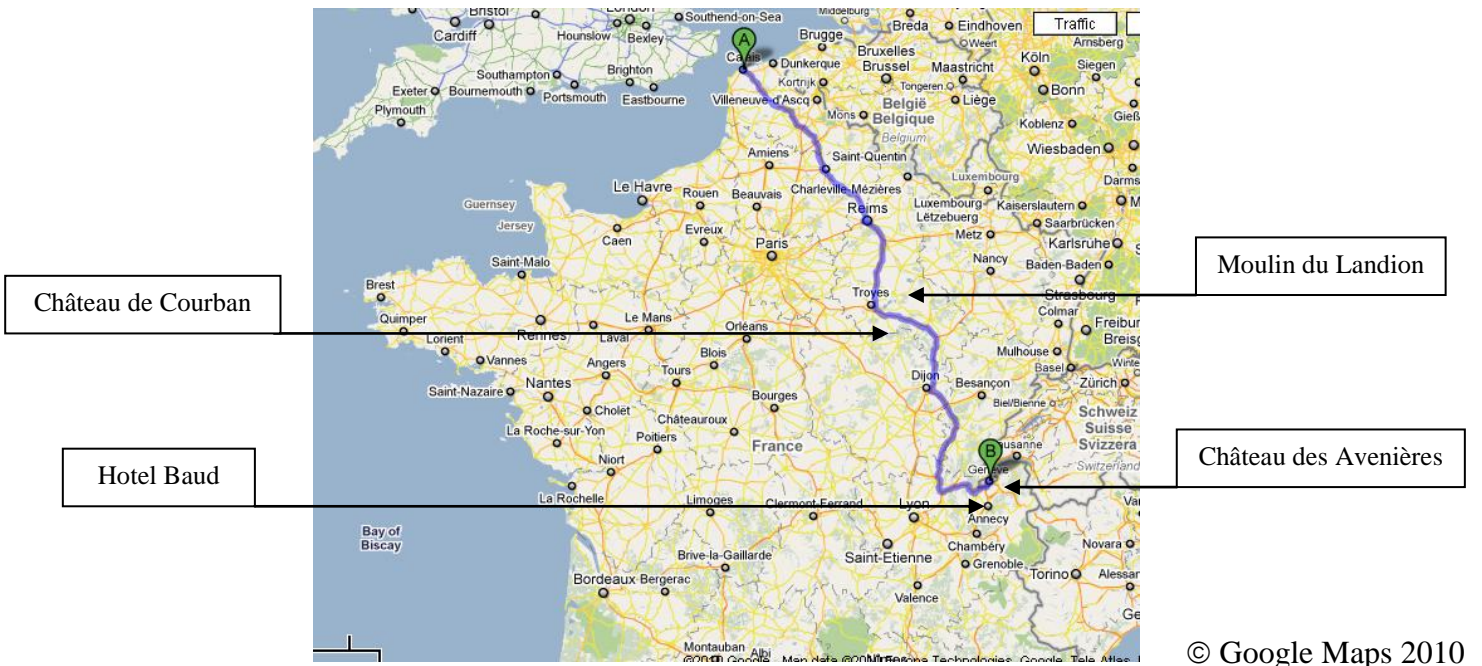 Middelburg
Bristol
London
Southend-on-Sea
Breda
Eindhoven
Traffic
Cardiff
Hounslow
Bexley
Brugge
Weert
Arnsberg
Calais
Dunkerque
Bruxelles
Brussel
Maastricht
Köln
Siegen
Southampton
Brighton
Kortrijk
Tongeren
Bonn
Exeter
Bournemouth
Portsmouth
Eastbourne
Villeneuve-d'Ascq
België
Belgique
Belgium
Liège
Plymouth
Mons
Koblenz
Wiesbaden
Amiens
Saint-Quentin
Luxembourg
Le Havre
Rouen
Beauvais
Charleville-Mézières
Luxembourg
Lëtzebuerg
Kaiserslautern
Guernsey
Jersey
Reims
Saarbrücken
Caen
Evreux
Paris
Metz
Karlsruhe
Saint-Malo
Nancy
Baden-Baden
Moulin du Landion
Brest
Troyes
Strasbourg
Château de Courban
Colmar
Quimper
Rennes
Laval
Le Mans
Orléans
Lorient
Vannes
Angers
Tours
Blois
Mulhouse
Basel
Saint-Nazaire
Nantes
Dijon
Besançon
Zürich
Cholet
Bourges
Biel/Bienne
Châteauroux
Schweiz
Suisse
Svizzera
Switzerland
La Roche-sur-Yon
Poitiers
France
Niort
Genève
Château des Avenières
Hotel Baud
La Rochelle
Limoges
Clermont-Ferrand
Lyon
Annecy
Bay of
Biscay
Saint-Etienne
Chambéry
Novara
Brive-la-Gaillarde
Grenoble
Torino
Bordeaux
Bergerac
Valence
Montauban
Albi
A
B
© Google Maps 2010